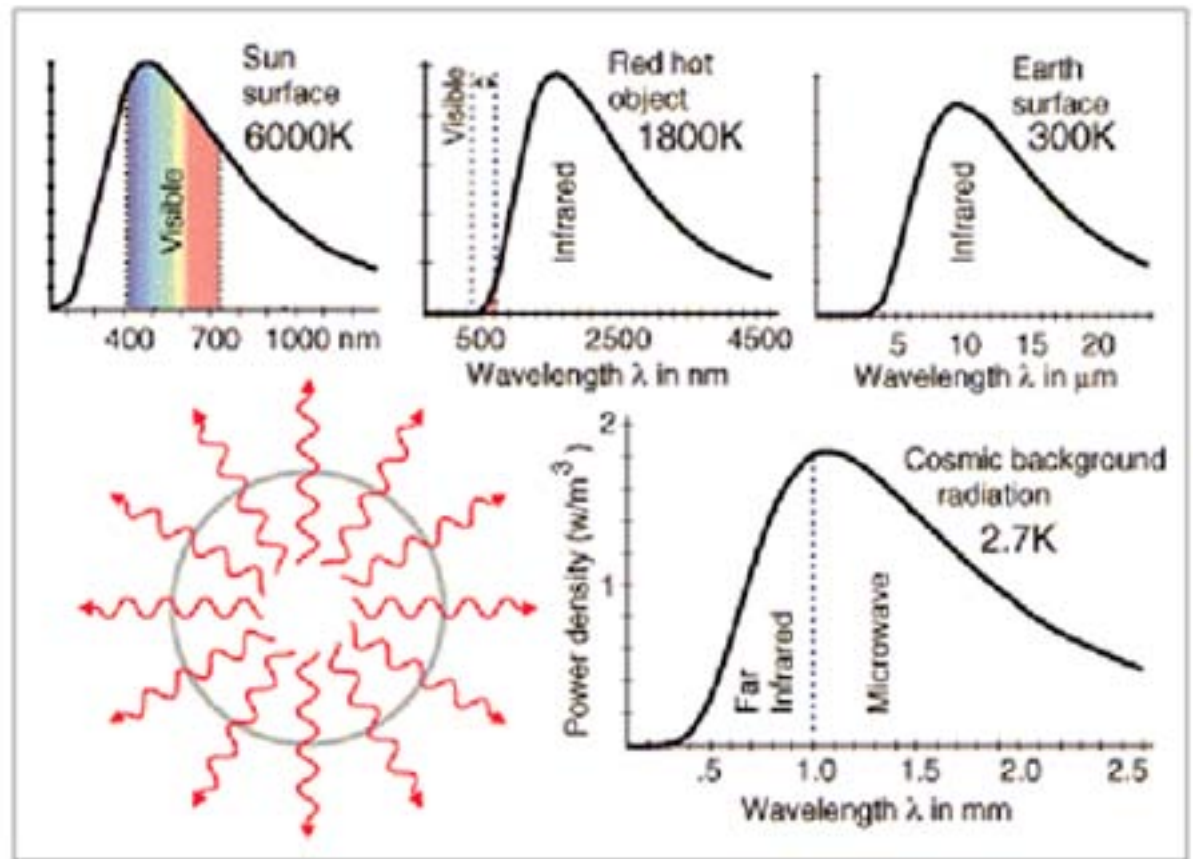 Sun
surface
6000K
Visible
400 700 1000 nm
Visible
Red hot
object
1800K
Infrared
500 2500 4500
Wavelength λ in nm
Earth
surface
300K
Infrared
5 10 15 20
Wavelength λ in μm
2
1
Power density (w/m³)
Cosmic background
radiation
2.7K
Far
Infrared
Microwave
.5 1.0 1.5 2.0 2.5
Wavelength λ in mm